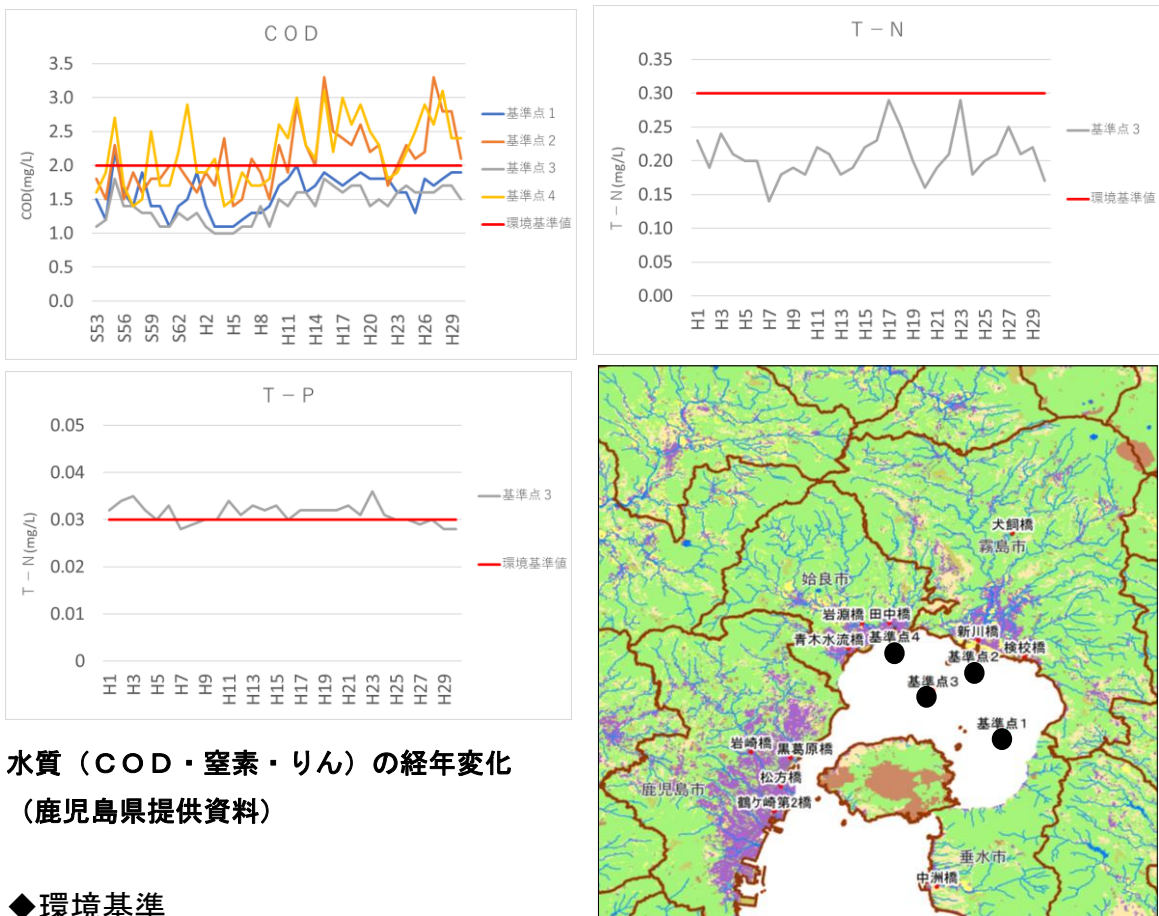 COD
3.5
3.0
2.5
2.0
1.5
1.0
0.5
0.0
COD(mg/L)
S53
S56
S59
S62
H2
H5
H8
H11
H14
H17
H20
H23
H26
H29
基準点1
基準点2
基準点3
基準点4
環境基準値
T－N
0.35
0.30
0.25
0.20
0.15
0.10
0.05
0.00
T－N(mg/L)
H1
H3
H5
H7
H9
H11
H13
H15
H17
H19
H21
H23
H25
H27
H29
基準点3
環境基準値
T－P
0.05
0.04
0.03
0.02
0.01
0
T－N(mg/L)
H1
H3
H5
H7
H9
H11
H13
H15
H17
H19
H21
H23
H25
H27
H29
基準点3
環境基準値
犬飼橋
霧島市
姶良市
岩淵橋 田中橋
青木水流橋 基準点4
新川橋
検校橋
基準点2
基準点3
基準点1
岩崎橋 黒葛原橋
松方橋
鹿児島市
鶴ケ崎第2橋
垂水市
中洲橋
水質（COD・窒素・りん）の経年変化
（鹿児島県提供資料）
◆環境基準